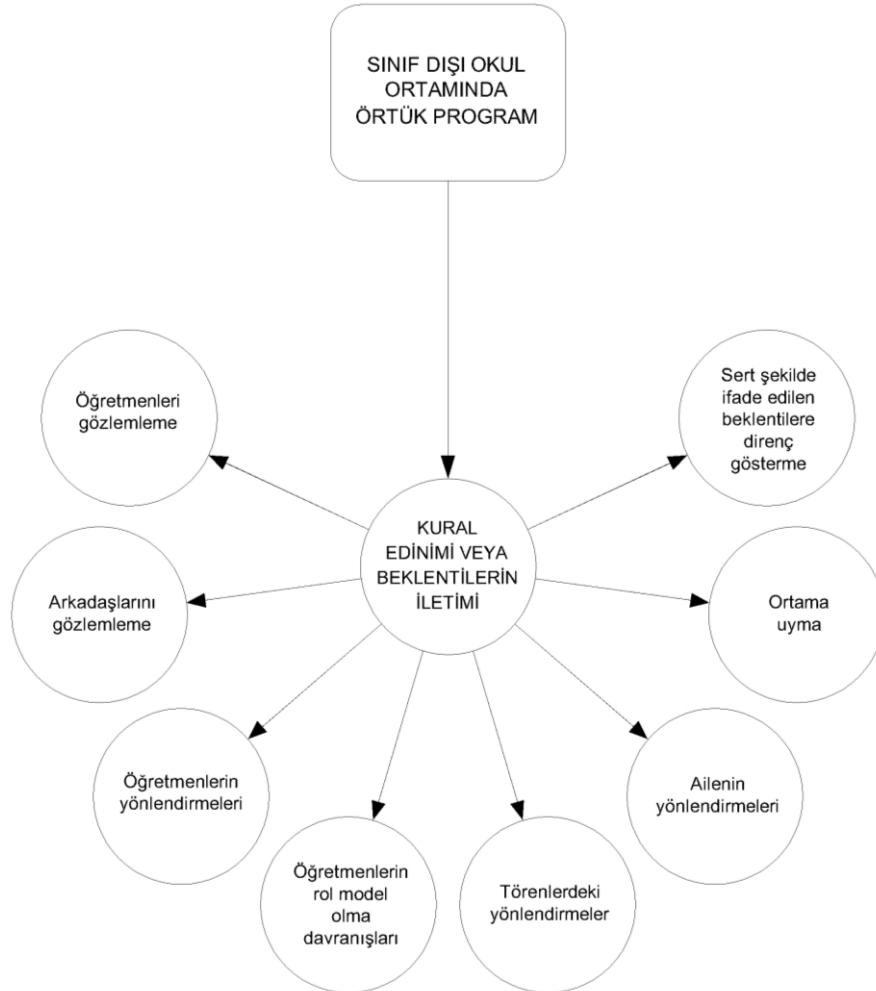 SINIF DIŞI OKUL
ORTAMINDA
ÖRTÜK PROGRAM
Öğretmenleri
gözlemleme
Sert şekilde
ifade edilen
beklentilere
direnç
gösterme
KURAL
EDİNİMİ VEYA
BEKLENTİLERİN
İLETİMİ
Arkadaşlarını
gözlemleme
Ortama
uyma
Öğretmenlerin
yönlendirmeleri
Ailenin
yönlendirmeleri
Öğretmenlerin
rol model
olma
davranışları
Törenlerdeki
yönlendirmeler